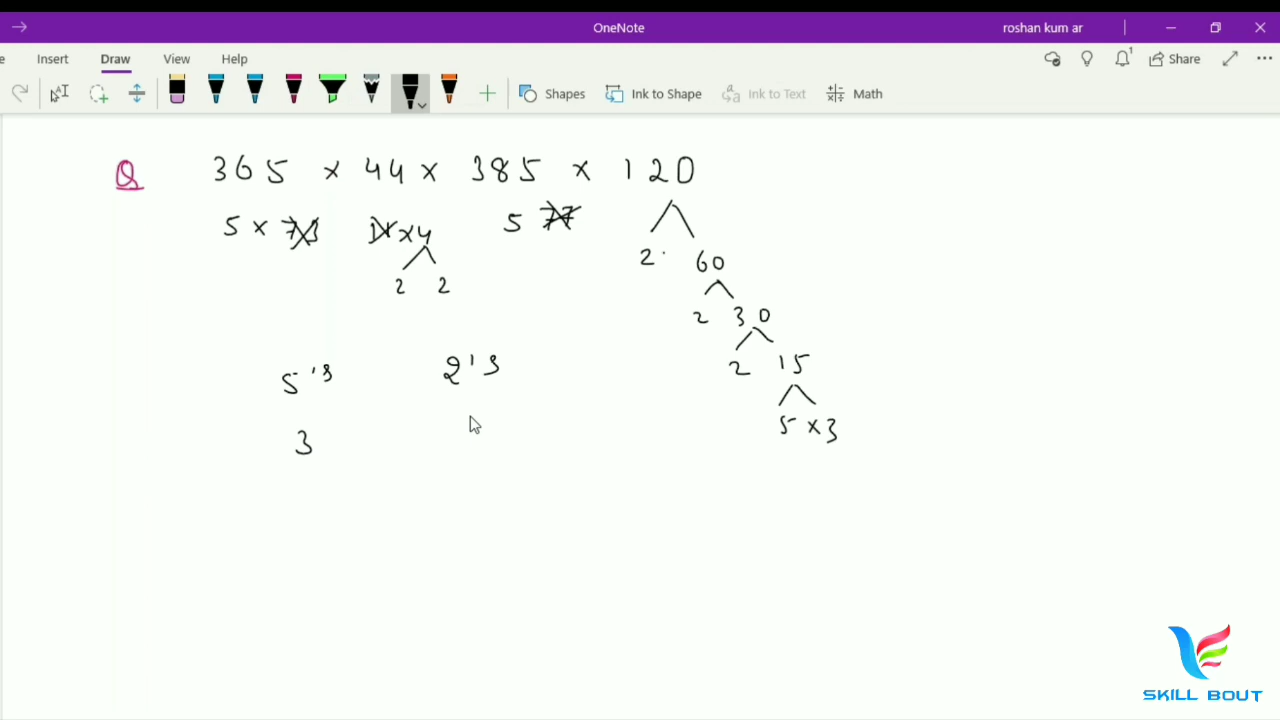 OneNote
roshan kum ar
Insert Draw View Help
Share
Shapes Ink to Shape Ink to Text Math
Q 365 x 44 x 385 x 120
5 x 73 11 x 4 5 77
2 60
2 2
2 30
2 15
5 x 3
5's 2's
3
SKILL BOUT